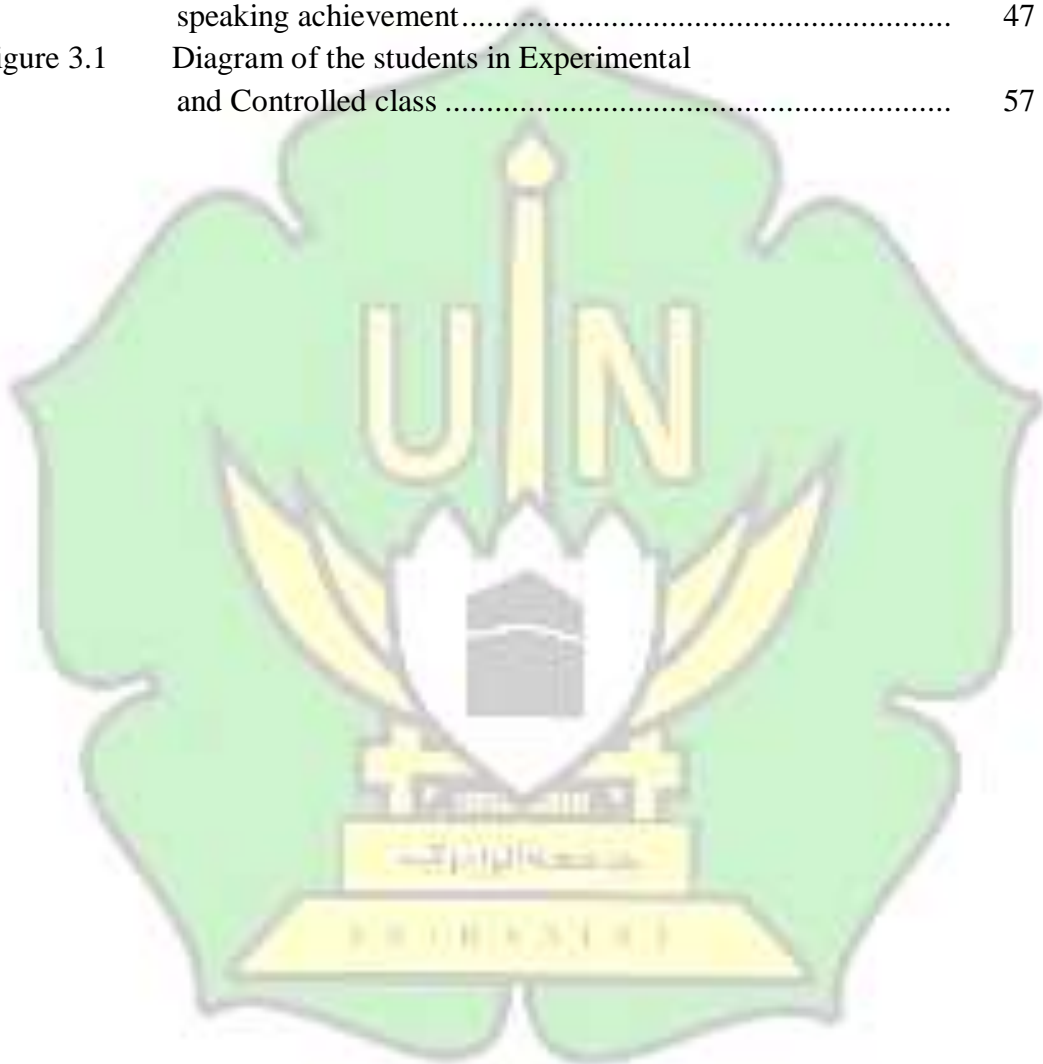 speaking achievement............................................................. 47
igure 3.1 Diagram of the students in Experimental
and Controlled class ............................................................... 57
UIN